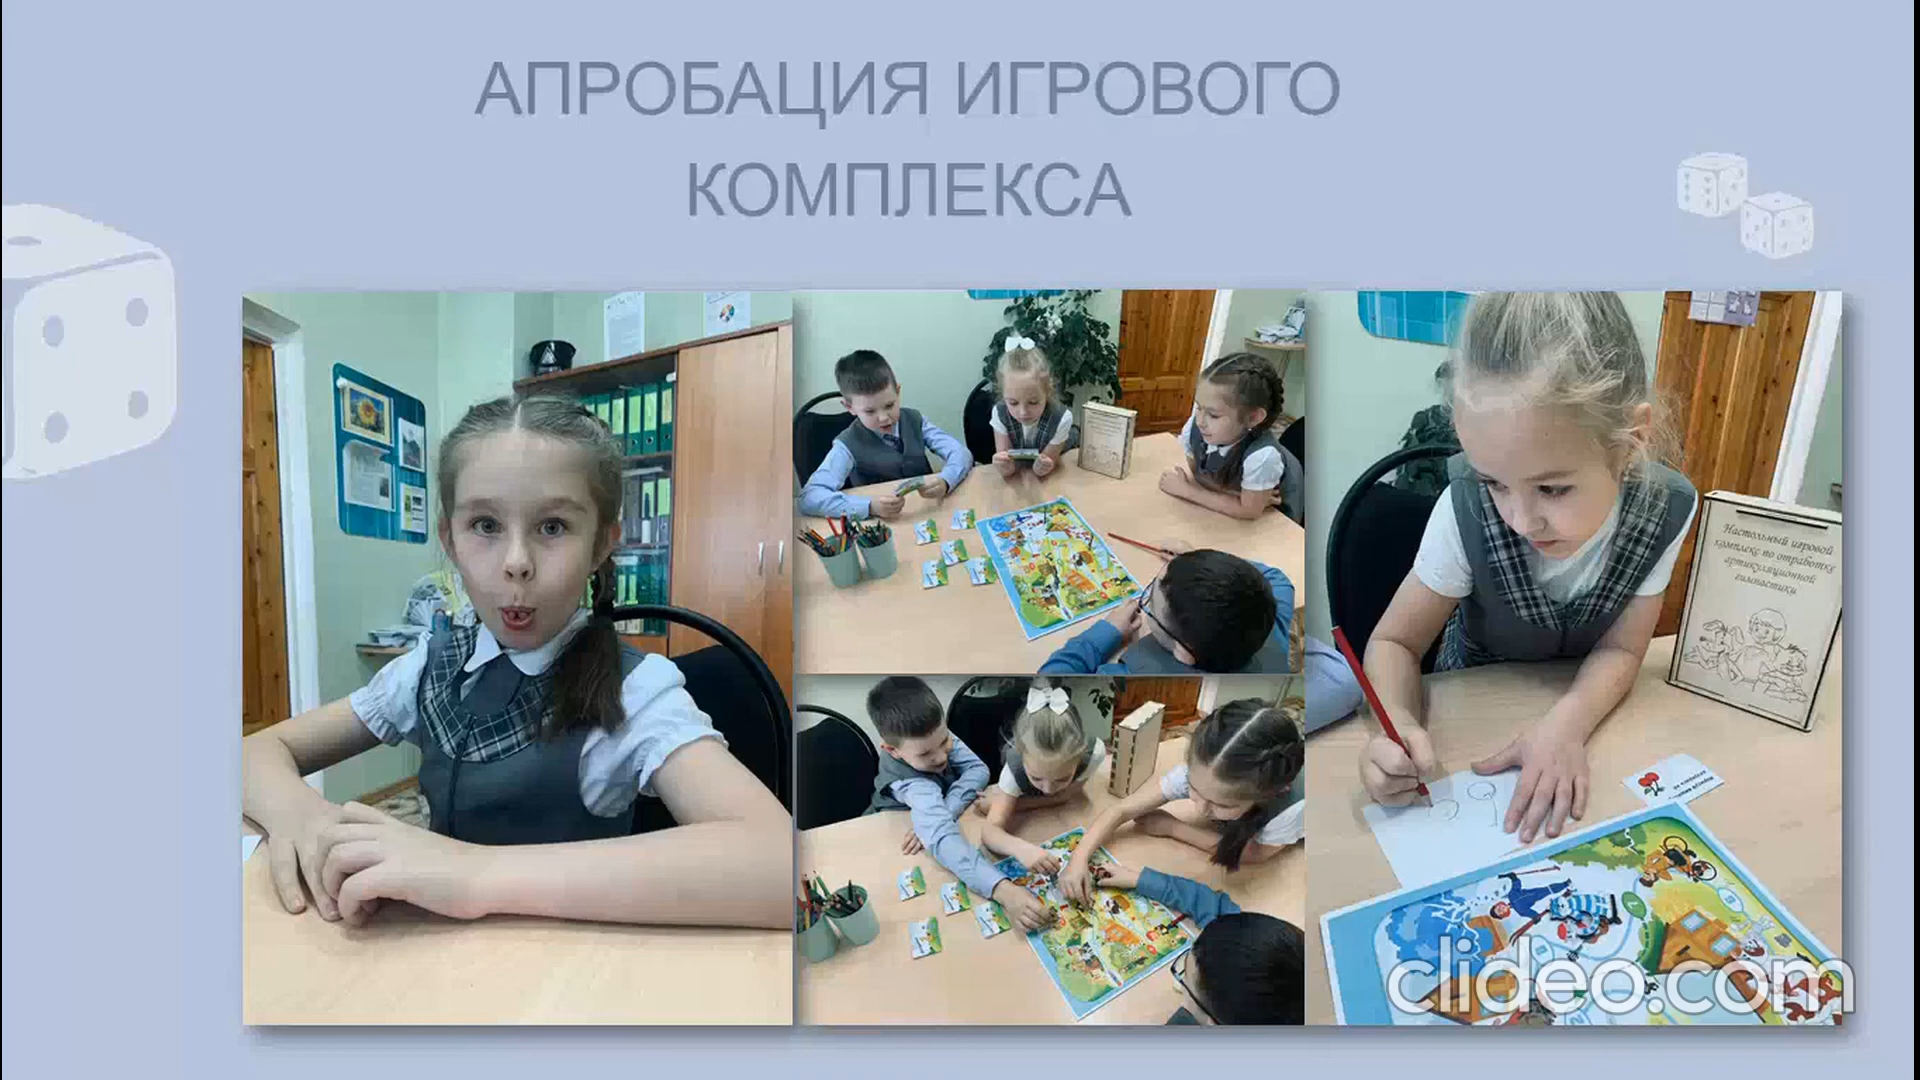 АПРОБАЦИЯ ИГРОВОГО
КОМПЛЕКСА
Настольный игровой
комплекс по отработке
артикуляционной
гимнастики
clideo.com